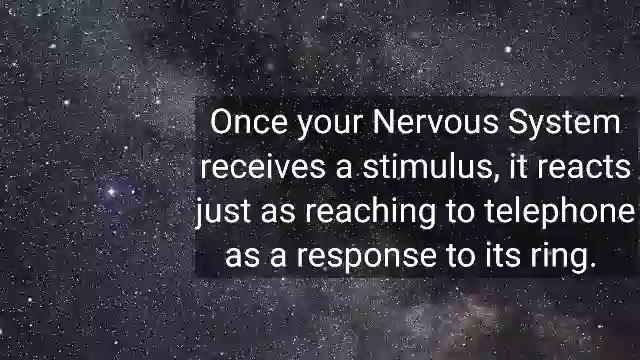 Once your Nervous System
receives a stimulus, it reacts
just as reaching to telephone
as a response to its ring.